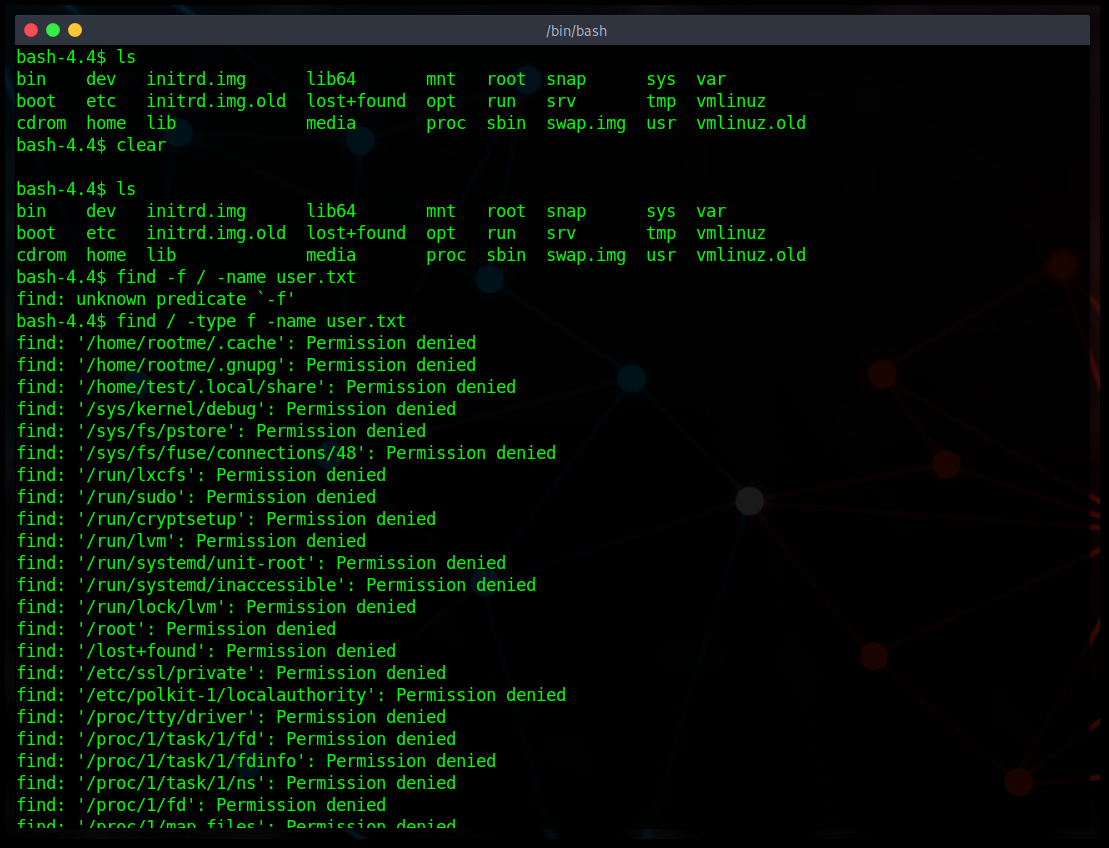 /bin/bash
bash-4.4$ ls
bin    dev   initrd.img      lib64       mnt   root  snap      sys  var
boot   etc   initrd.img.old  lost+found  opt   run   srv       tmp  vmlinuz
cdrom  home  lib             media       proc  sbin  swap.img  usr  vmlinuz.old
bash-4.4$ clear
bash-4.4$ ls
bin    dev   initrd.img      lib64       mnt   root  snap      sys  var
boot   etc   initrd.img.old  lost+found  opt   run   srv       tmp  vmlinuz
cdrom  home  lib             media       proc  sbin  swap.img  usr  vmlinuz.old
bash-4.4$ find -f / -name user.txt
find: unknown predicate `-f'
bash-4.4$ find / -type f -name user.txt
find: '/home/rootme/.cache': Permission denied
find: '/home/rootme/.gnupg': Permission denied
find: '/home/test/.local/share': Permission denied
find: '/sys/kernel/debug': Permission denied
find: '/sys/fs/pstore': Permission denied
find: '/sys/fs/fuse/connections/48': Permission denied
find: '/run/lxcfs': Permission denied
find: '/run/sudo': Permission denied
find: '/run/cryptsetup': Permission denied
find: '/run/lvm': Permission denied
find: '/run/systemd/unit-root': Permission denied
find: '/run/systemd/inaccessible': Permission denied
find: '/run/lock/lvm': Permission denied
find: '/root': Permission denied
find: '/lost+found': Permission denied
find: '/etc/ssl/private': Permission denied
find: '/etc/polkit-1/localauthority': Permission denied
find: '/proc/tty/driver': Permission denied
find: '/proc/1/task/1/fd': Permission denied
find: '/proc/1/task/1/fdinfo': Permission denied
find: '/proc/1/task/1/ns': Permission denied
find: '/proc/1/fd': Permission denied
find: '/proc/1/map_files': Permission denied